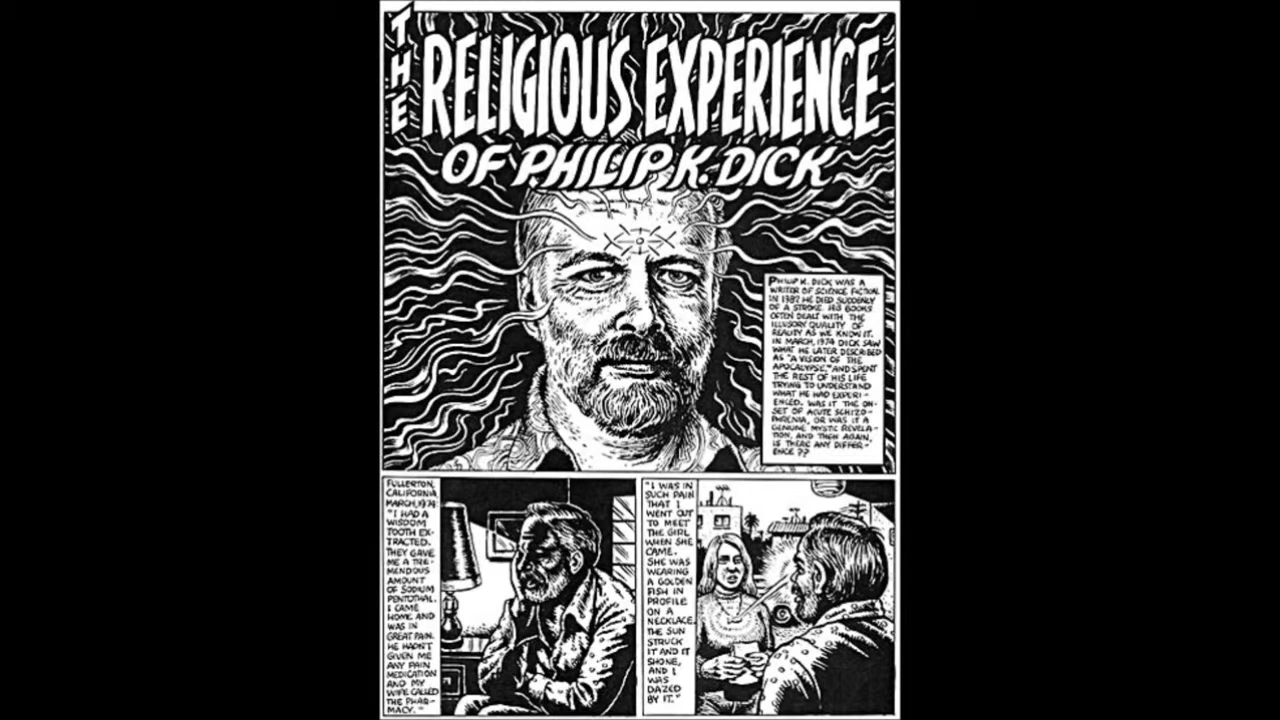 THE
RELIGIOUS EXPERIENCE
OF PHILIP K. DICK
PHILIP K. DICK WAS A
WRITER OF SCIENCE FICTION.
IN 1982 HE DIED SUDDENLY
OF A STROKE. HIS BOOKS
OFTEN DEALT WITH THE
ILLUSORY QUALITY OF
REALITY AS WE KNOW IT.
IN MARCH, 1974 DICK SAW
WHAT HE LATER DESCRIBED
AS "A VISION OF THE
APOCALYPSE," AND SPENT
THE REST OF HIS LIFE
TRYING TO UNDERSTAND
WHAT HE HAD EXPERI-
ENCED. WAS IT THE ON-
SET OF ACUTE SCHIZO-
PHRENIA, OR WAS IT A
GENUINE MYSTIC REVELA-
TION. AND THEN AGAIN,
IS THERE ANY DIFFER-
ENCE??
FULLERTON,
CALIFORNIA,
MARCH, 1974:
"I HAD A
WISDOM
TOOTH EX-
TRACTED.
THEY GAVE
ME A TRE-
MENDOUS
AMOUNT
OF SODIUM
PENTOTHAL.
I CAME
HOME AND
WAS IN
GREAT PAIN.
HE HADN'T
GIVEN ME
ANY PAIN
MEDICATION
AND MY
WIFE CALLED
THE PHAR-
MACY."
"I WAS IN
SUCH PAIN
THAT I
WENT OUT
TO MEET
THE GIRL
WHEN SHE
CAME.
SHE WAS
WEARING
A GOLDEN
FISH IN
PROFILE
ON A
NECKLACE.
THE SUN
STRUCK
IT AND IT
SHONE,
AND I
WAS
DAZED
BY IT."